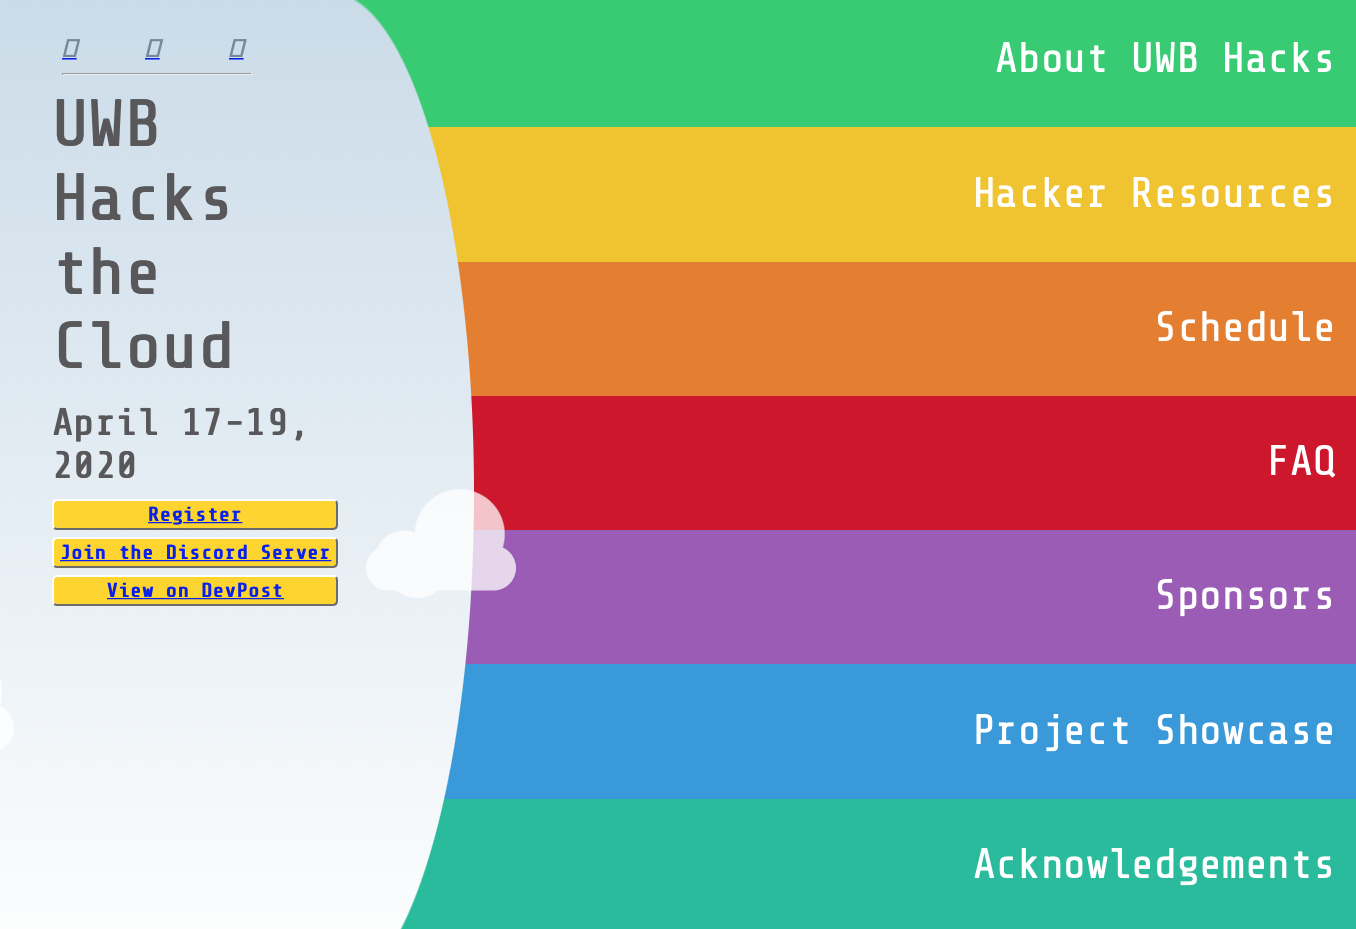 UWB
Hacks
the
Cloud
April 17-19,
2020
Register
Join the Discord Server
View on DevPost
About UWB Hacks
Hacker Resources
Schedule
FAQ
Sponsors
Project Showcase
Acknowledgements